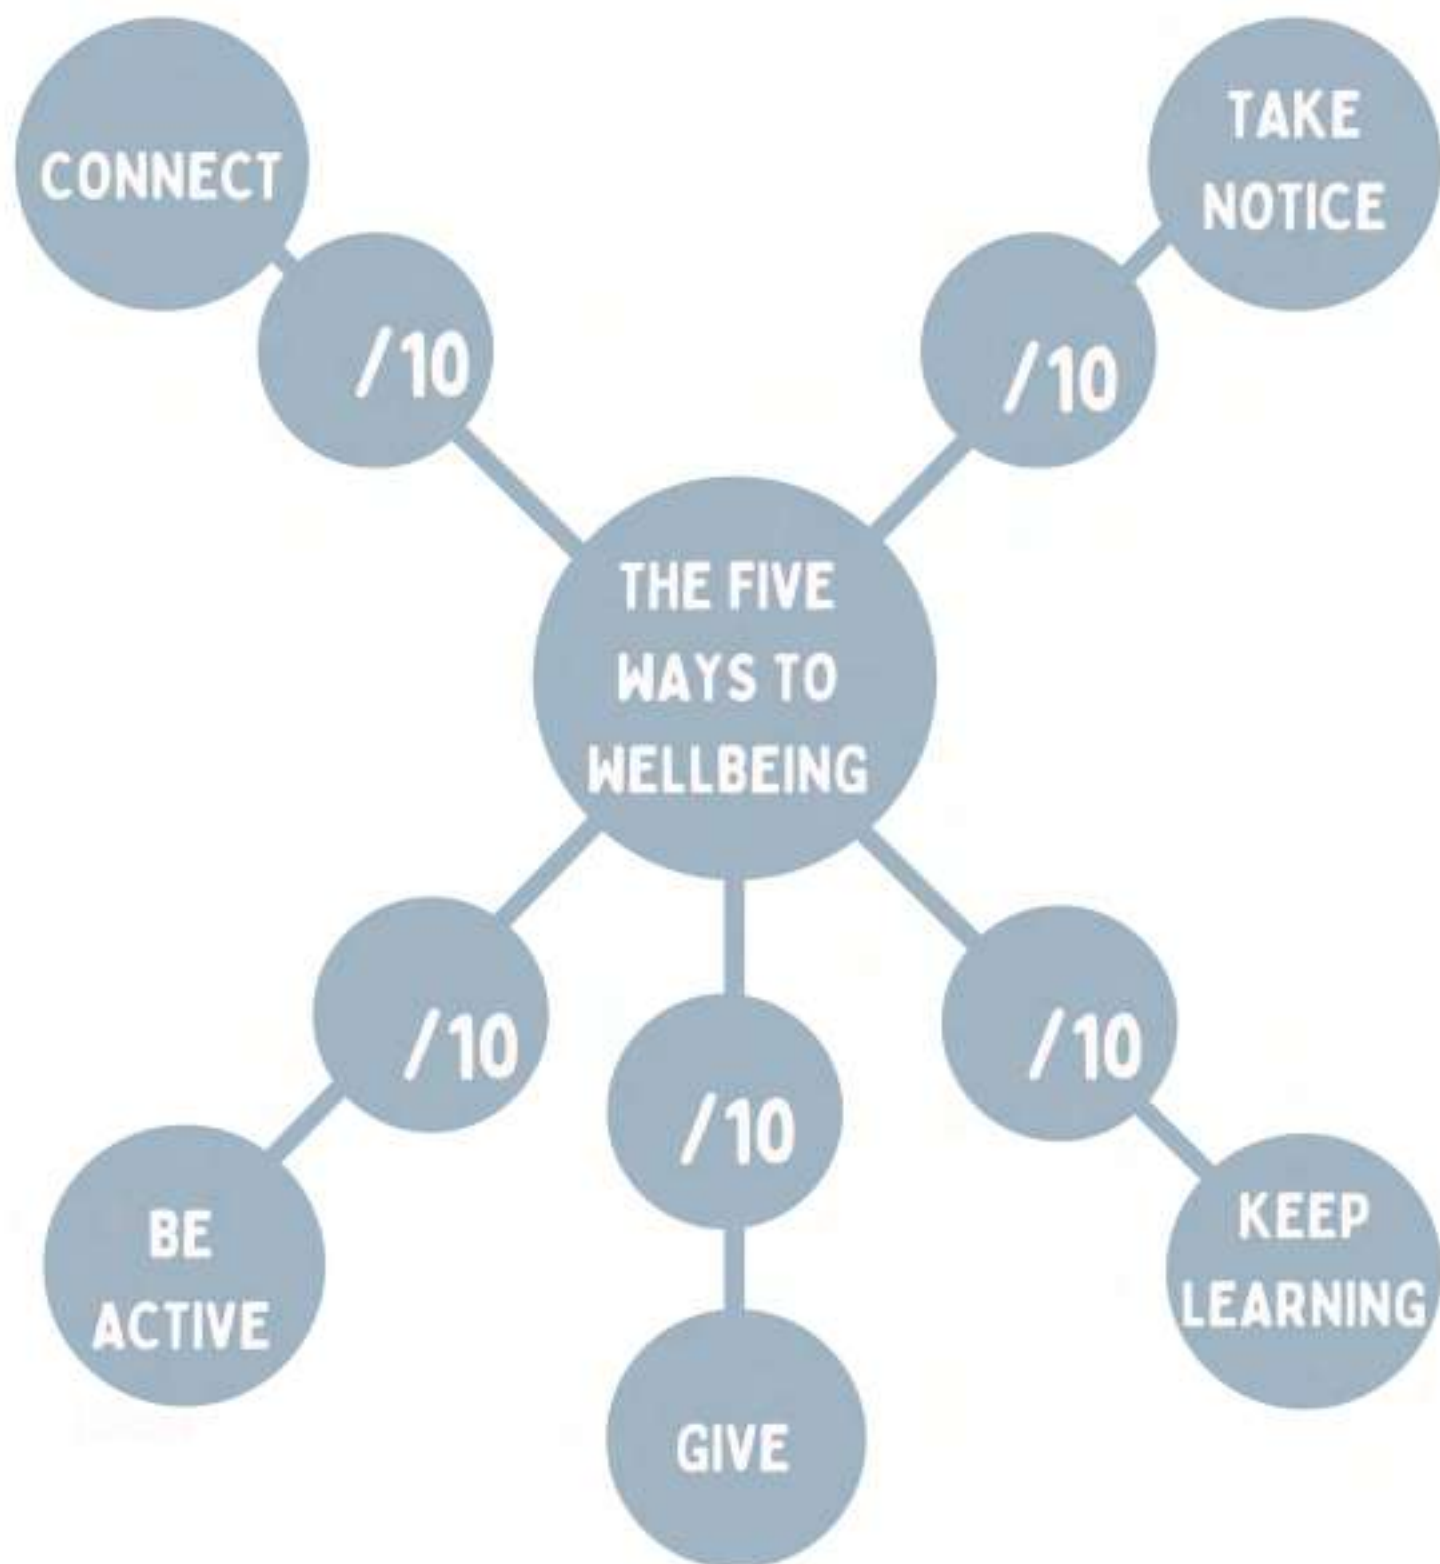 CONNECT
/10
TAKE
NOTICE
/10
THE FIVE
WAYS TO
WELLBEING
/10
BE
ACTIVE
/10
GIVE
/10
KEEP
LEARNING